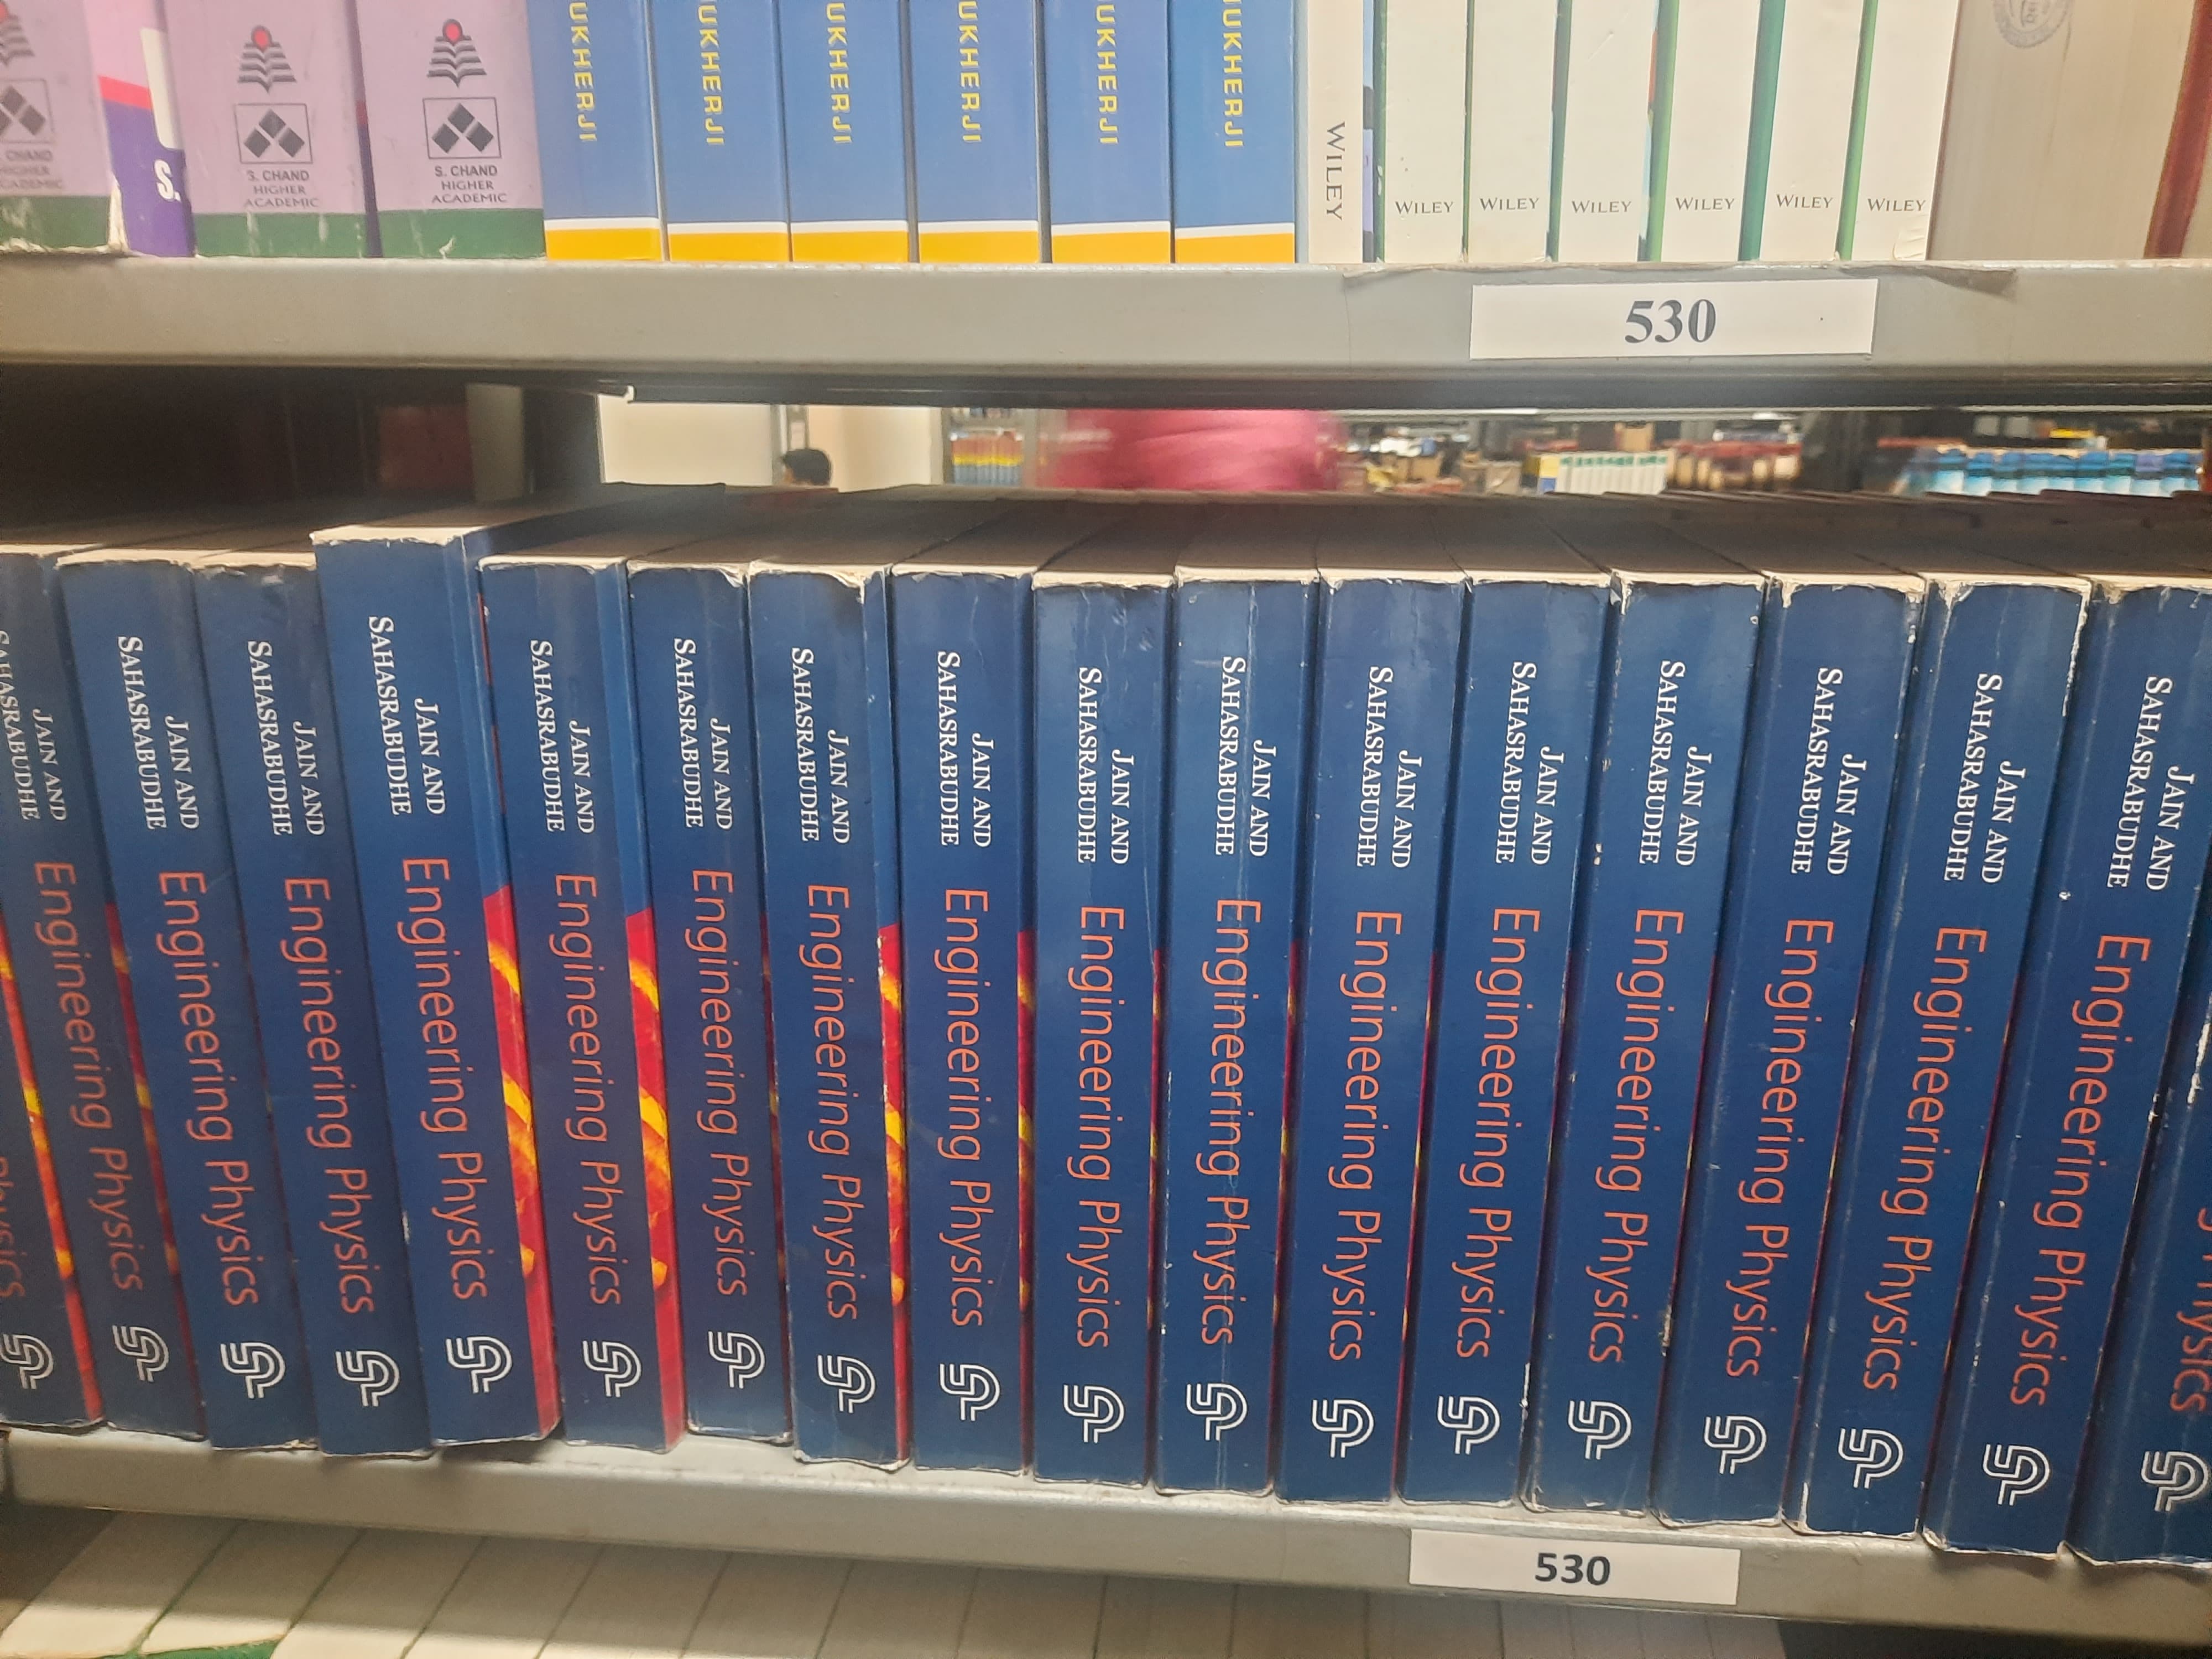 CHAND
HIGHER
ACADEMIC
S.
S. CHAND
HIGHER
ACADEMIC
S. CHAND
HIGHER
ACADEMIC
UKHERJI
UKHERJI
UKHERJI
UKHERJI
UKHERJI
UKHERJI
WILEY
WILEY
WILEY
WILEY
WILEY
WILEY
WILEY
530
Physics
JAIN AND
SAHASRABUDHE
Engineering Physics
JAIN AND
SAHASRABUDHE
Engineering Physics
JAIN AND
SAHASRABUDHE
Engineering Physics
JAIN AND
SAHASRABUDHE
Engineering Physics
JAIN AND
SAHASRABUDHE
Engineering Physics
JAIN AND
SAHASRABUDHE
Engineering Physics
JAIN AND
SAHASRABUDHE
Engineering Physics
JAIN AND
SAHASRABUDHE
Engineering Physics
JAIN AND
SAHASRABUDHE
Engineering Physics
JAIN AND
SAHASRABUDHE
Engineering Physics
JAIN AND
SAHASRABUDHE
Engineering Physics
JAIN AND
SAHASRABUDHE
Engineering Physics
JAIN AND
SAHASRABUDHE
Engineering Physics
JAIN AND
SAHASRABUDHE
Engineering Physics
JAIN AND
SAHASRABUDHE
Engineering Physics
JAIN AND
SAHASRABUDHE
Engineering Physics
Physics
530